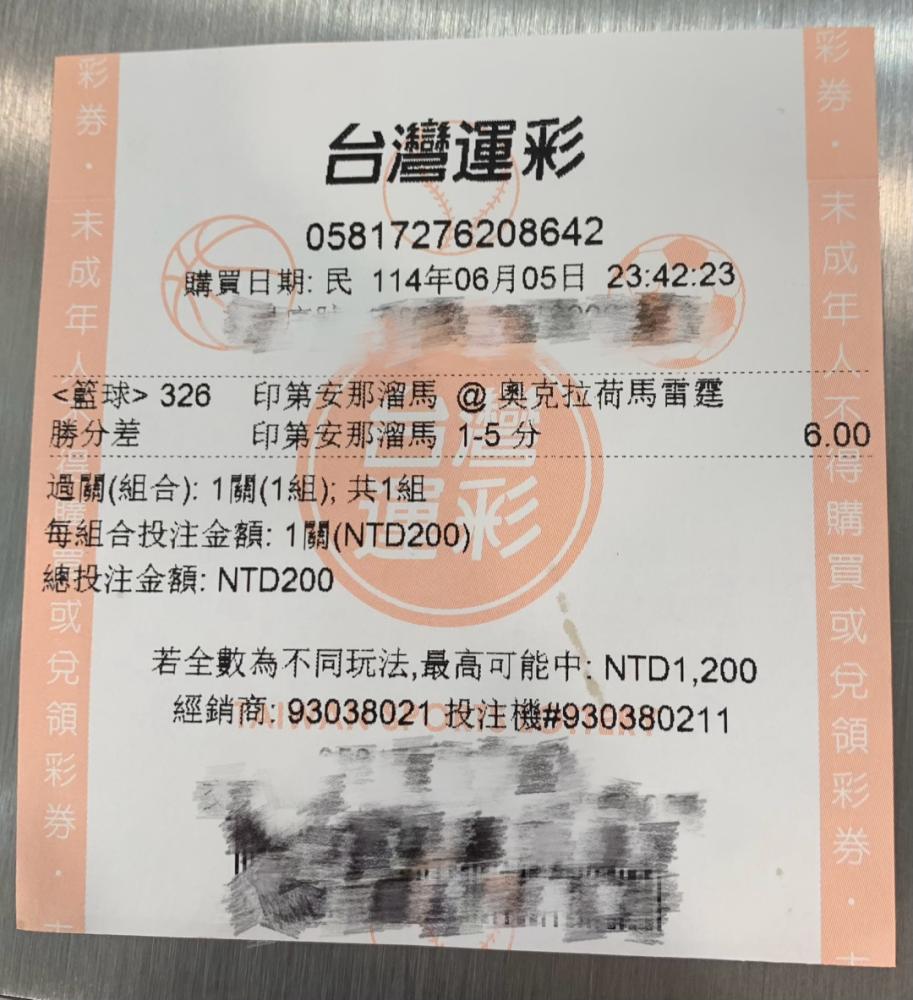 台灣運彩
05817276208642
購買日期: 民 114年06月05日 23:42:23
<籃球> 326 印第安那溜馬 @ 奧克拉荷馬雷霆
勝分差 印第安那溜馬 1-5 分 6.00
過關(組合): 1關(1組); 共1組
每組合投注金額: 1關(NTD200)
總投注金額: NTD200
若全數為不同玩法,最高可能中: NTD1,200
經銷商: 93038021 投注機#930380211
台灣
運彩
彩券・未成年人不得購買或兌領彩券・未
彩券・未成年人不得購買或兌領彩券・未